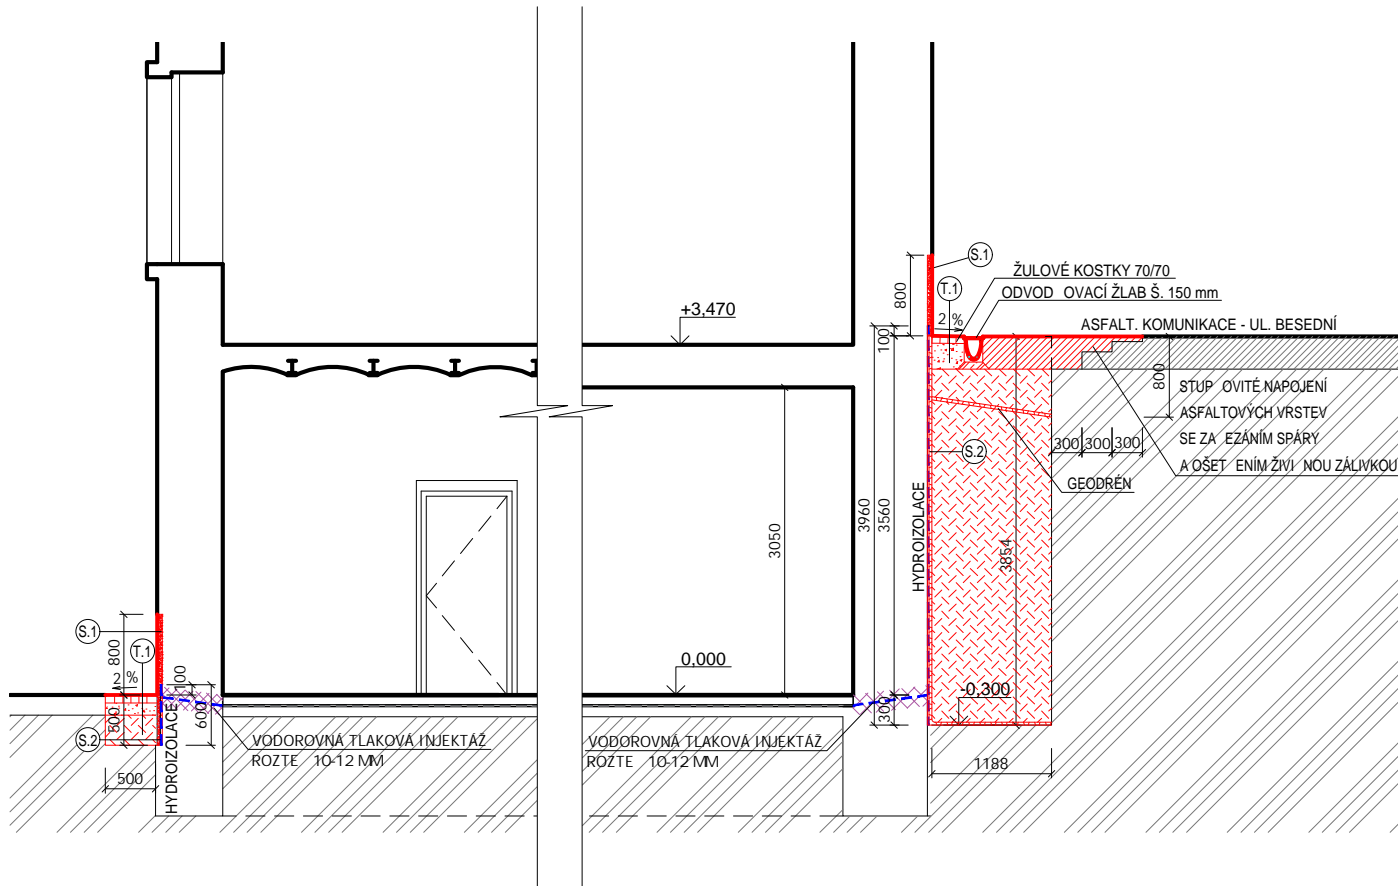 S.1
ŽULOVÉ KOSTKY 70/70
T.1
ODVOD OVACÍ ŽLAB Š. 150 mm
800
+3,470
2 %
ASFALT. KOMUNIKACE - UL. BESEDNÍ
100
800
STUP OVITÉ NAPOJENÍ
ASFALTOVÝCH VRSTEV
SE ZA EZÁNÍM SPÁRY
A OŠET ENÍM ŽIVI NOU ZÁLIVKOU
300
300
300
S.2
GEODRÉN
3960
3560
3050
HYDROIZOLACE
3854
S.1
T.1
800
2 %
100
0,000
-0,300
300
800
600
S.2
HYDROIZOLACE
VODOROVNÁ TLAKOVÁ INJEKTÁŽ
ROZTE 10-12 MM
VODOROVNÁ TLAKOVÁ INJEKTÁŽ
ROZTE 10-12 MM
500
1188